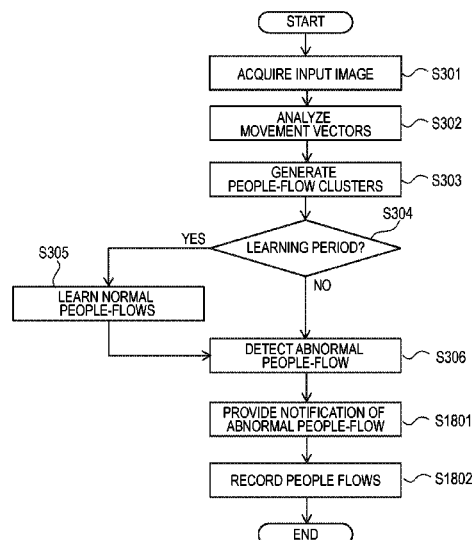 START
ACQUIRE INPUT IMAGE
S301
ANALYZE
MOVEMENT VECTORS
S302
GENERATE
PEOPLE-FLOW CLUSTERS
S303
S304
LEARNING PERIOD?
YES
NO
S305
LEARN NORMAL
PEOPLE-FLOWS
DETECT ABNORMAL
PEOPLE-FLOW
S306
PROVIDE NOTIFICATION OF
ABNORMAL PEOPLE-FLOW
S1801
RECORD PEOPLE FLOWS
S1802
END